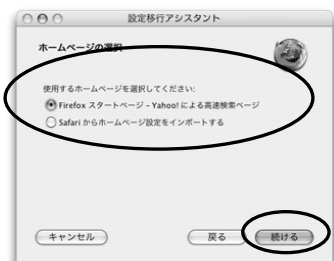 設定移行アシスタント
ホームページの選択
使用するホームページを選択してください:
Firefox スタートページ - Yahoo! による高速検索ページ
Safari からホームページ設定をインポートする
キャンセル
戻る
続ける